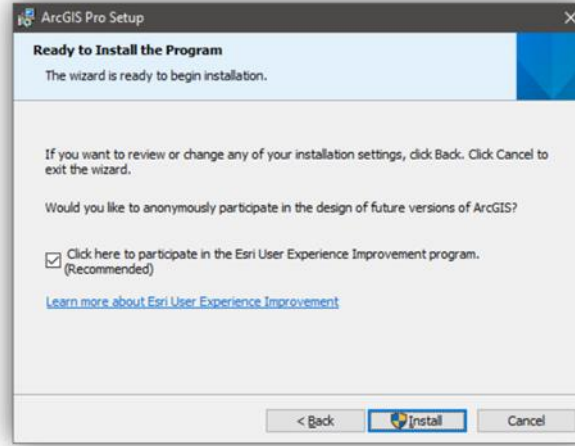 ArcGIS Pro Setup
Ready to Install the Program
The wizard is ready to begin installation.
If you want to review or change any of your installation settings, click Back. Click Cancel to
exit the wizard.
Would you like to anonymously participate in the design of future versions of ArcGIS?
Click here to participate in the Esri User Experience Improvement program.
(Recommended)
Learn more about Esri User Experience Improvement
< Back
Install
Cancel